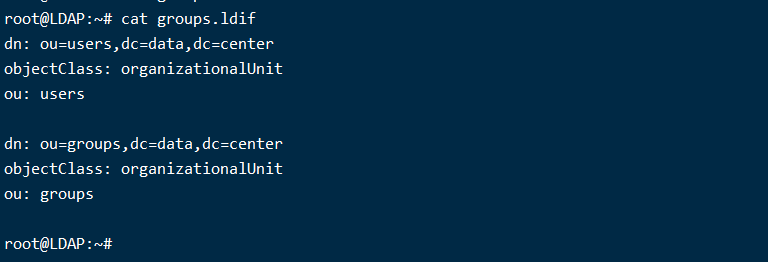 root@LDAP:~# cat groups.ldif
dn: ou=users,dc=data,dc=center
objectClass: organizationalUnit
ou: users

dn: ou=groups,dc=data,dc=center
objectClass: organizationalUnit
ou: groups

root@LDAP:~#